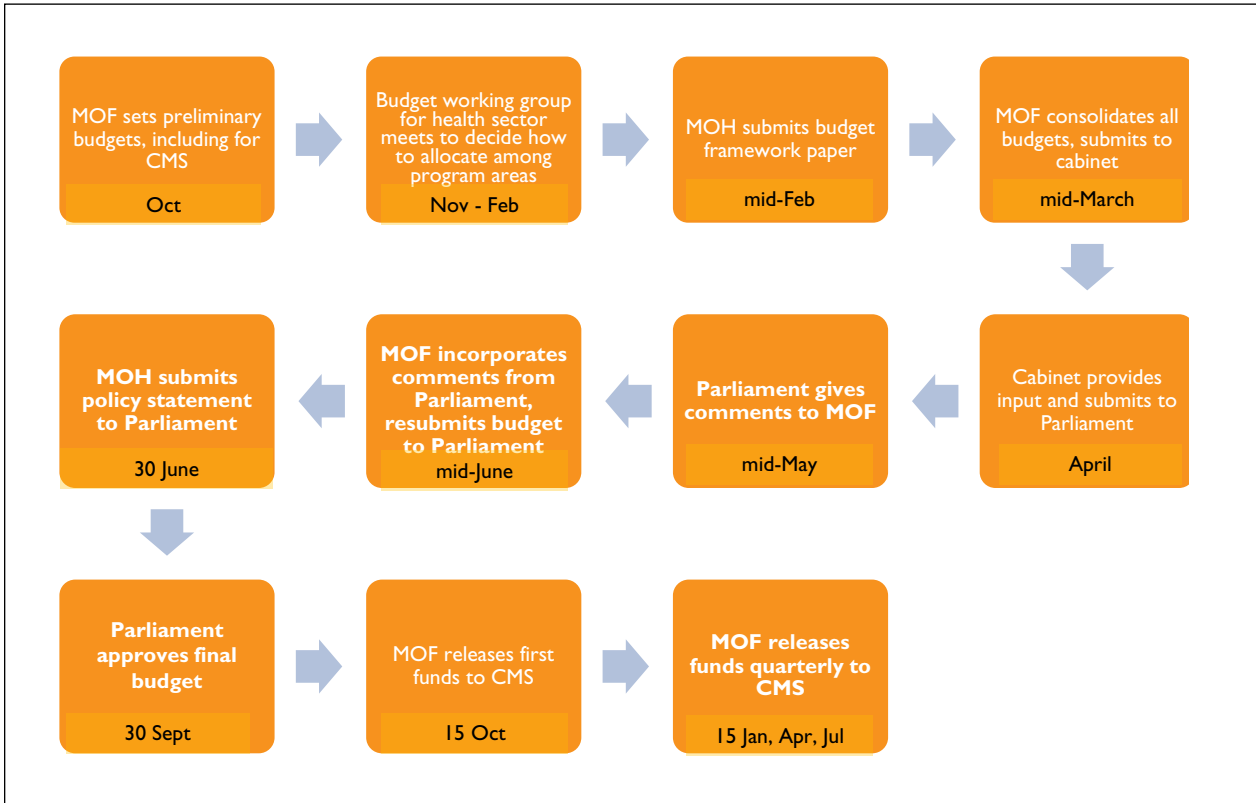 MOF sets preliminary
budgets, including for
CMS
Oct
Budget working group
for health sector
meets to decide how
to allocate among
program areas
Nov - Feb
MOH submits budget
framework paper
mid-Feb
MOF consolidates all
budgets, submits to
cabinet
mid-March
Cabinet provides
input and submits to
Parliament
April
Parliament gives
comments to MOF
mid-May
MOF incorporates
comments from
Parliament,
resubmits budget
to Parliament
mid-June
MOH submits
policy statement
to Parliament
30 June
Parliament
approves final
budget
30 Sept
MOF releases first
funds to CMS
15 Oct
MOF releases
funds quarterly to
CMS
15 Jan, Apr, Jul